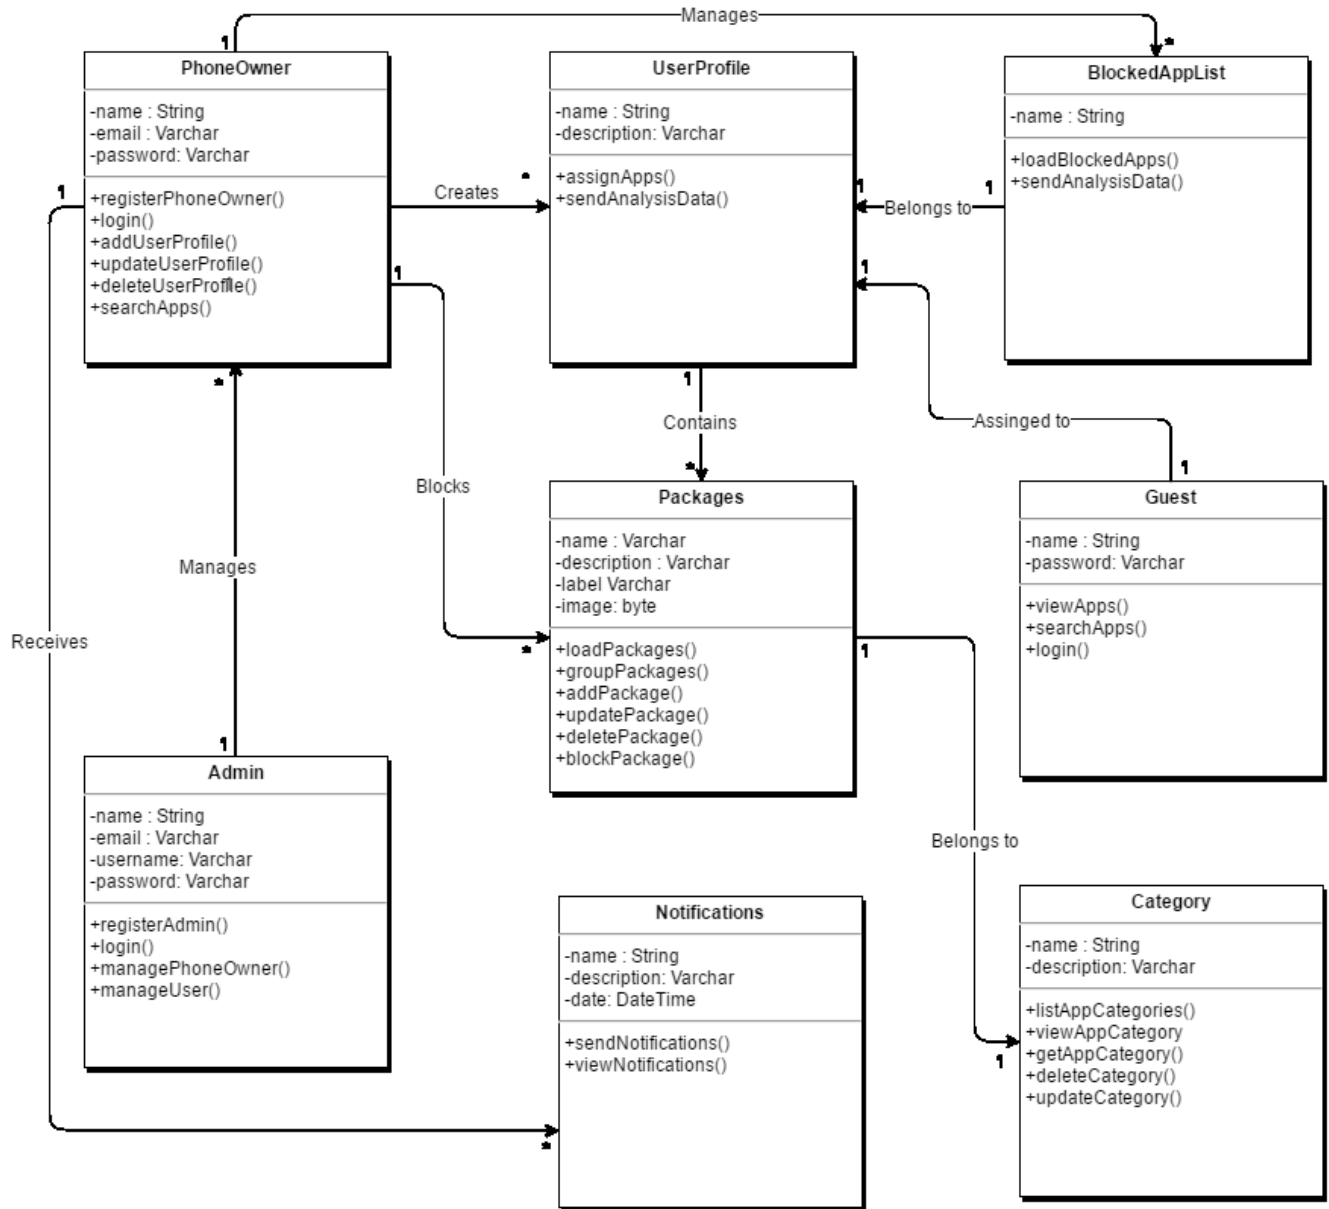 Manages
1
*
PhoneOwner
-name : String
-email : Varchar
-password: Varchar
+registerPhoneOwner()
+login()
+addUserProfile()
+updateUserProfile()
+deleteUserProfile()
+searchApps()
1
Creates
*
1
UserProfile
-name : String
-description: Varchar
+assignApps()
+sendAnalysisData()
1
Belongs to
1
1
BlockedAppList
-name : String
+loadBlockedApps()
+sendAnalysisData()
*
1
Contains
*
Assinged to
1
Blocks
*
Manages
1
Receives
*
Packages
-name : Varchar
-description : Varchar
-label Varchar
-image: byte
+loadPackages()
+groupPackages()
+addPackage()
+updatePackage()
+deletePackage()
+blockPackage()
1
Belongs to
1
Guest
-name : String
-password: Varchar
+viewApps()
+searchApps()
+login()
Admin
-name : String
-email : Varchar
-username: Varchar
-password: Varchar
+registerAdmin()
+login()
+managePhoneOwner()
+manageUser()
Notifications
-name : String
-description: Varchar
-date: DateTime
+sendNotifications()
+viewNotifications()
Category
-name : String
-description: Varchar
+listAppCategories()
+viewAppCategory
+getAppCategory()
+deleteCategory()
+updateCategory()